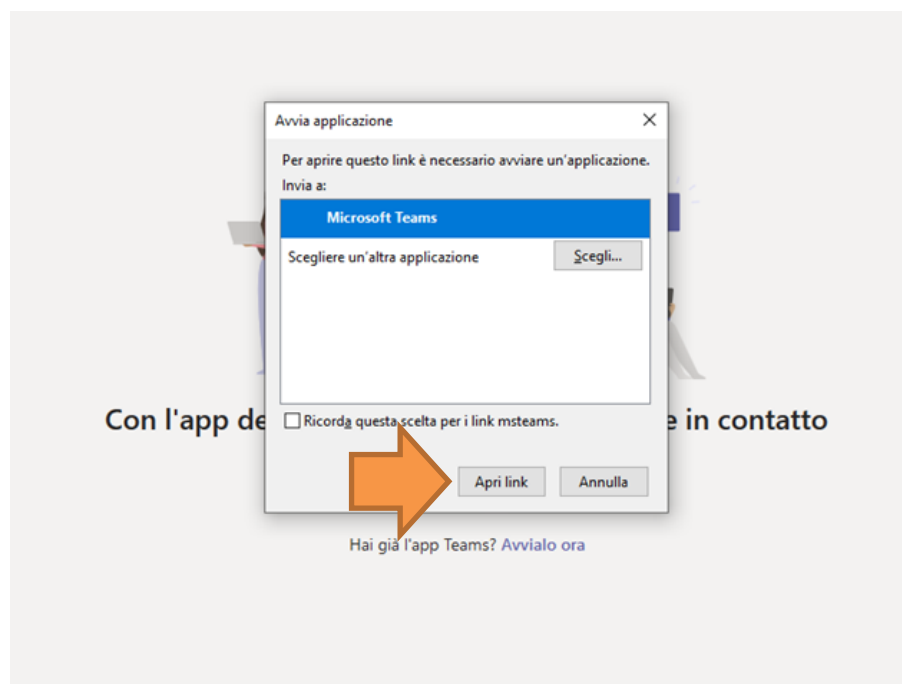 Avvia applicazione
Per aprire questo link è necessario avviare un'applicazione.
Invia a:
Microsoft Teams
Scegliere un'altra applicazione
Scegli...
Con l'app
in contatto
Ricorda questa scelta per i link msteams.
Apri link
Annulla
Hai già l'app Teams? Avvialo ora